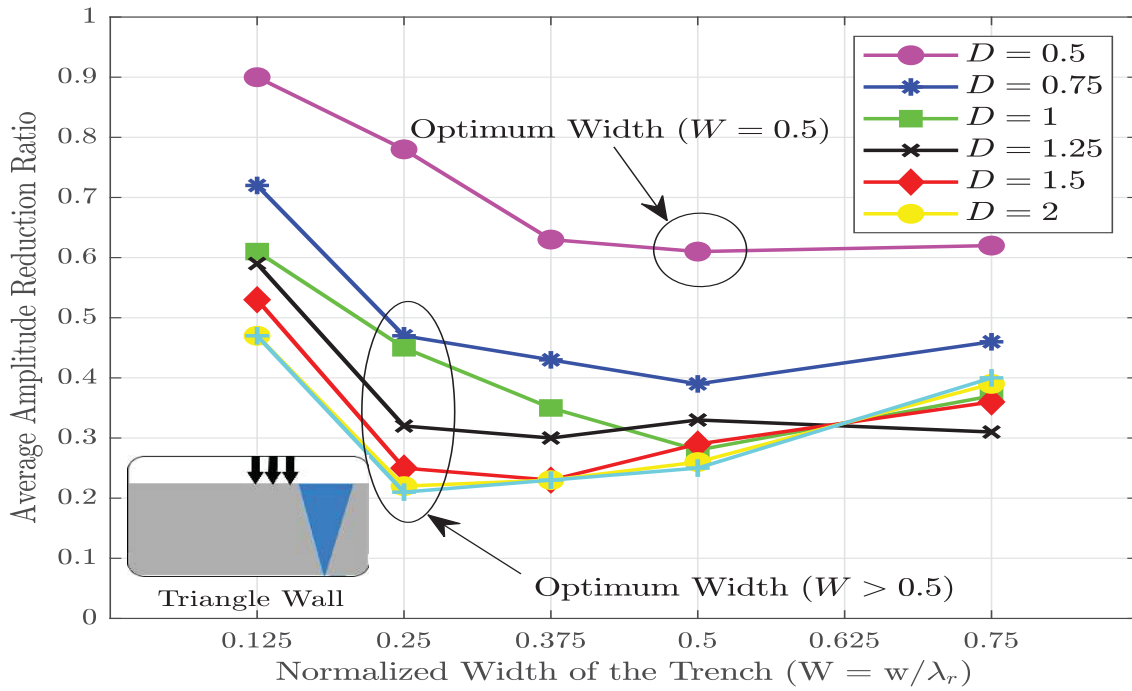 1
0.9
0.8
0.7
0.6
0.5
0.4
0.3
0.2
0.1
0
Average Amplitude Reduction Ratio
D = 0.5
D = 0.75
D = 1
D = 1.25
D = 1.5
D = 2
Optimum Width (W = 0.5)
Optimum Width (W > 0.5)
Triangle Wall
0.125 0.25 0.375 0.5 0.625 0.75
Normalized Width of the Trench (W = w/λr)